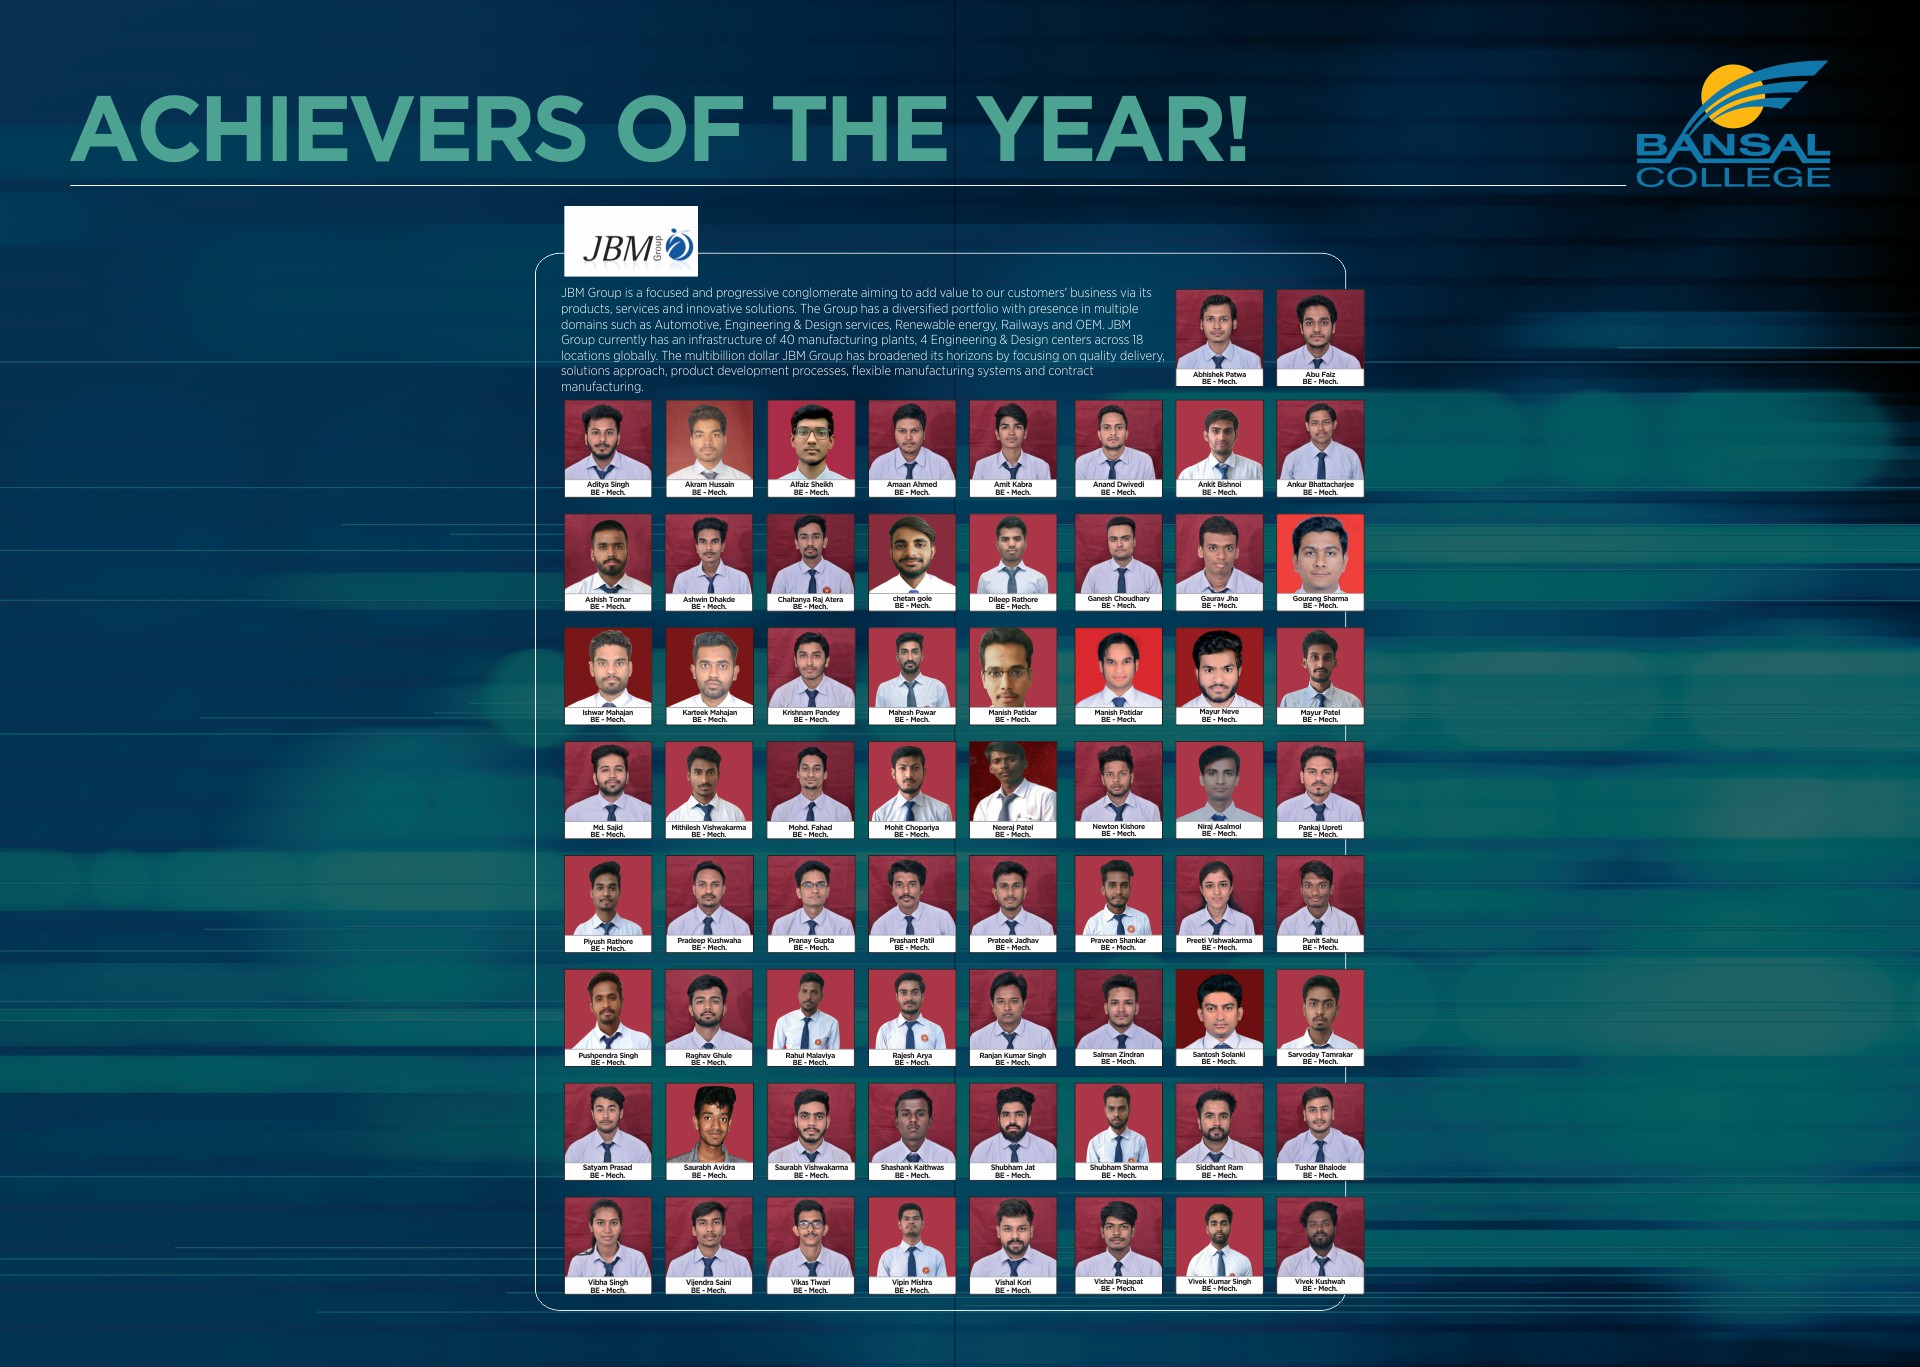 ACHIEVERS OF THE YEAR!
BANSAL
COLLEGE
JBM Group
JBM Group is a focused and progressive conglomerate aiming to add value to our customers' business via its
products, services and innovative solutions. The Group has a diversified portfolio with presence in multiple
domains such as Automotive, Engineering & Design services, Renewable energy, Railways and OEM. JBM
Group currently has an infrastructure of 40 manufacturing plants, 4 Engineering & Design centers across 18
locations globally. The multibillion dollar JBM Group has broadened its horizons by focusing on quality delivery,
solutions approach, product development processes, flexible manufacturing systems and contract
manufacturing.
Abhishek Patwa
BE - Mech.
Abu Faiz
BE - Mech.
Aditya Singh
BE - Mech.
Akram Hussain
BE - Mech.
Alfaiz Sheikh
BE - Mech.
Amaan Ahmed
BE - Mech.
Amit Kabra
BE - Mech.
Anand Dwivedi
BE - Mech.
Ankit Bishnoi
BE - Mech.
Ankur Bhattacharjee
BE - Mech.
Ashish Tomar
BE - Mech.
Ashwin Dhakde
BE - Mech.
Chaitanya Raj Atera
BE - Mech.
chetan gole
BE - Mech.
Dileep Rathore
BE - Mech.
Ganesh Choudhary
BE - Mech.
Gaurav Jha
BE - Mech.
Gourang Sharma
BE - Mech.
Ishwar Mahajan
BE - Mech.
Karteek Mahajan
BE - Mech.
Krishnam Pandey
BE - Mech.
Mahesh Pawar
BE - Mech.
Manish Patidar
BE - Mech.
Manish Patidar
BE - Mech.
Mayur Neve
BE - Mech.
Mayur Patel
BE - Mech.
Md. Sajid
BE - Mech.
Mithilesh Vishwakarma
BE - Mech.
Mohd. Fahad
BE - Mech.
Mohit Chopariya
BE - Mech.
Neeraj Patel
BE - Mech.
Newton Kishore
BE - Mech.
Niraj Asalmol
BE - Mech.
Pankaj Upreti
BE - Mech.
Piyush Rathore
BE - Mech.
Pradeep Kushwaha
BE - Mech.
Pranay Gupta
BE - Mech.
Prashant Patil
BE - Mech.
Prateek Jadhav
BE - Mech.
Praveen Shankar
BE - Mech.
Preeti Vishwakarma
BE - Mech.
Punit Sahu
BE - Mech.
Pushpendra Singh
BE - Mech.
Raghav Ghule
BE - Mech.
Rahul Malaviya
BE - Mech.
Rajesh Arya
BE - Mech.
Ranjan Kumar Singh
BE - Mech.
Salman Zindran
BE - Mech.
Santosh Solanki
BE - Mech.
Sarvoday Tamrakar
BE - Mech.
Satyam Prasad
BE - Mech.
Saurabh Avidra
BE - Mech.
Saurabh Vishwakarma
BE - Mech.
Shashank Kaithwas
BE - Mech.
Shubham Jat
BE - Mech.
Shubham Sharma
BE - Mech.
Siddhant Ram
BE - Mech.
Tushar Bhalode
BE - Mech.
Vibha Singh
BE - Mech.
Vijendra Saini
BE - Mech.
Vikas Tiwari
BE - Mech.
Vipin Mishra
BE - Mech.
Vishal Kori
BE - Mech.
Vishal Prajapat
BE - Mech.
Vivek Kumar Singh
BE - Mech.
Vivek Kushwah
BE - Mech.